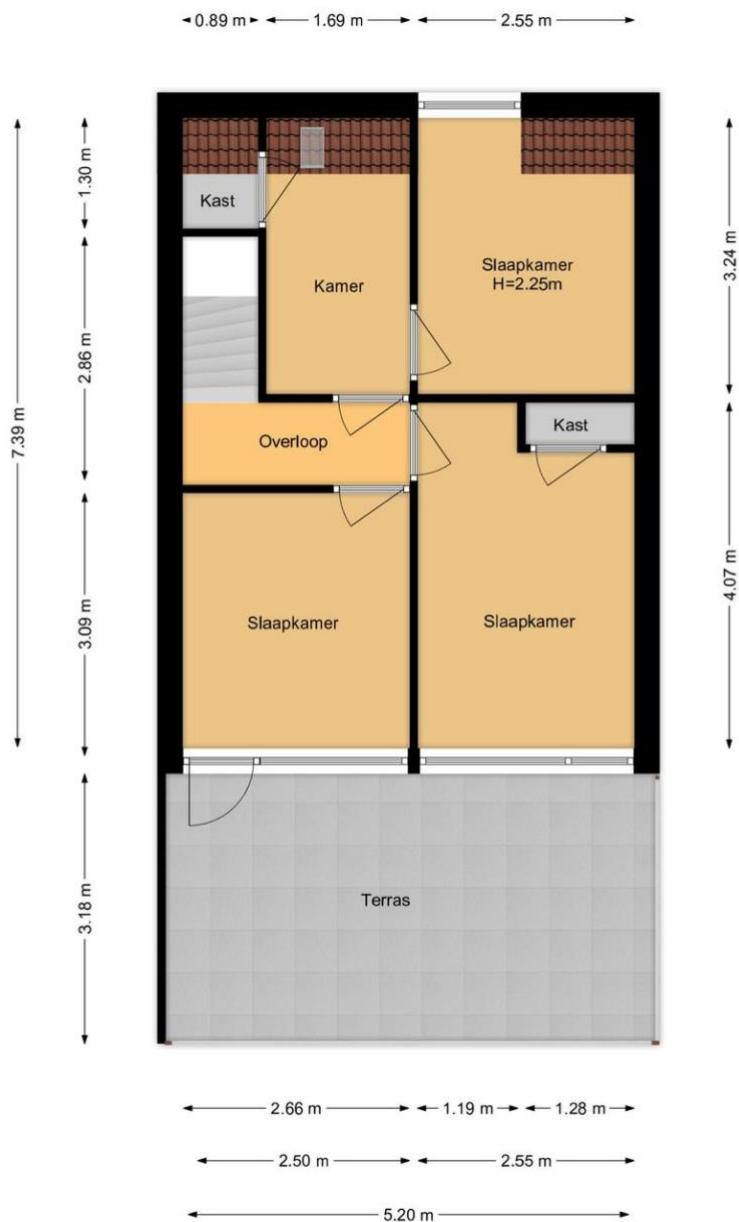 0.89 m 1.69 m 2.55 m
1.30 m
Kast
Slaapkamer
H=2.25m
3.24 m
Kamer
2.86 m
7.39 m
Kast
Overloop
4.07 m
3.09 m
Slaapkamer
Slaapkamer
3.18 m
Terras
2.66 m 1.19 m 1.28 m
2.50 m 2.55 m
5.20 m